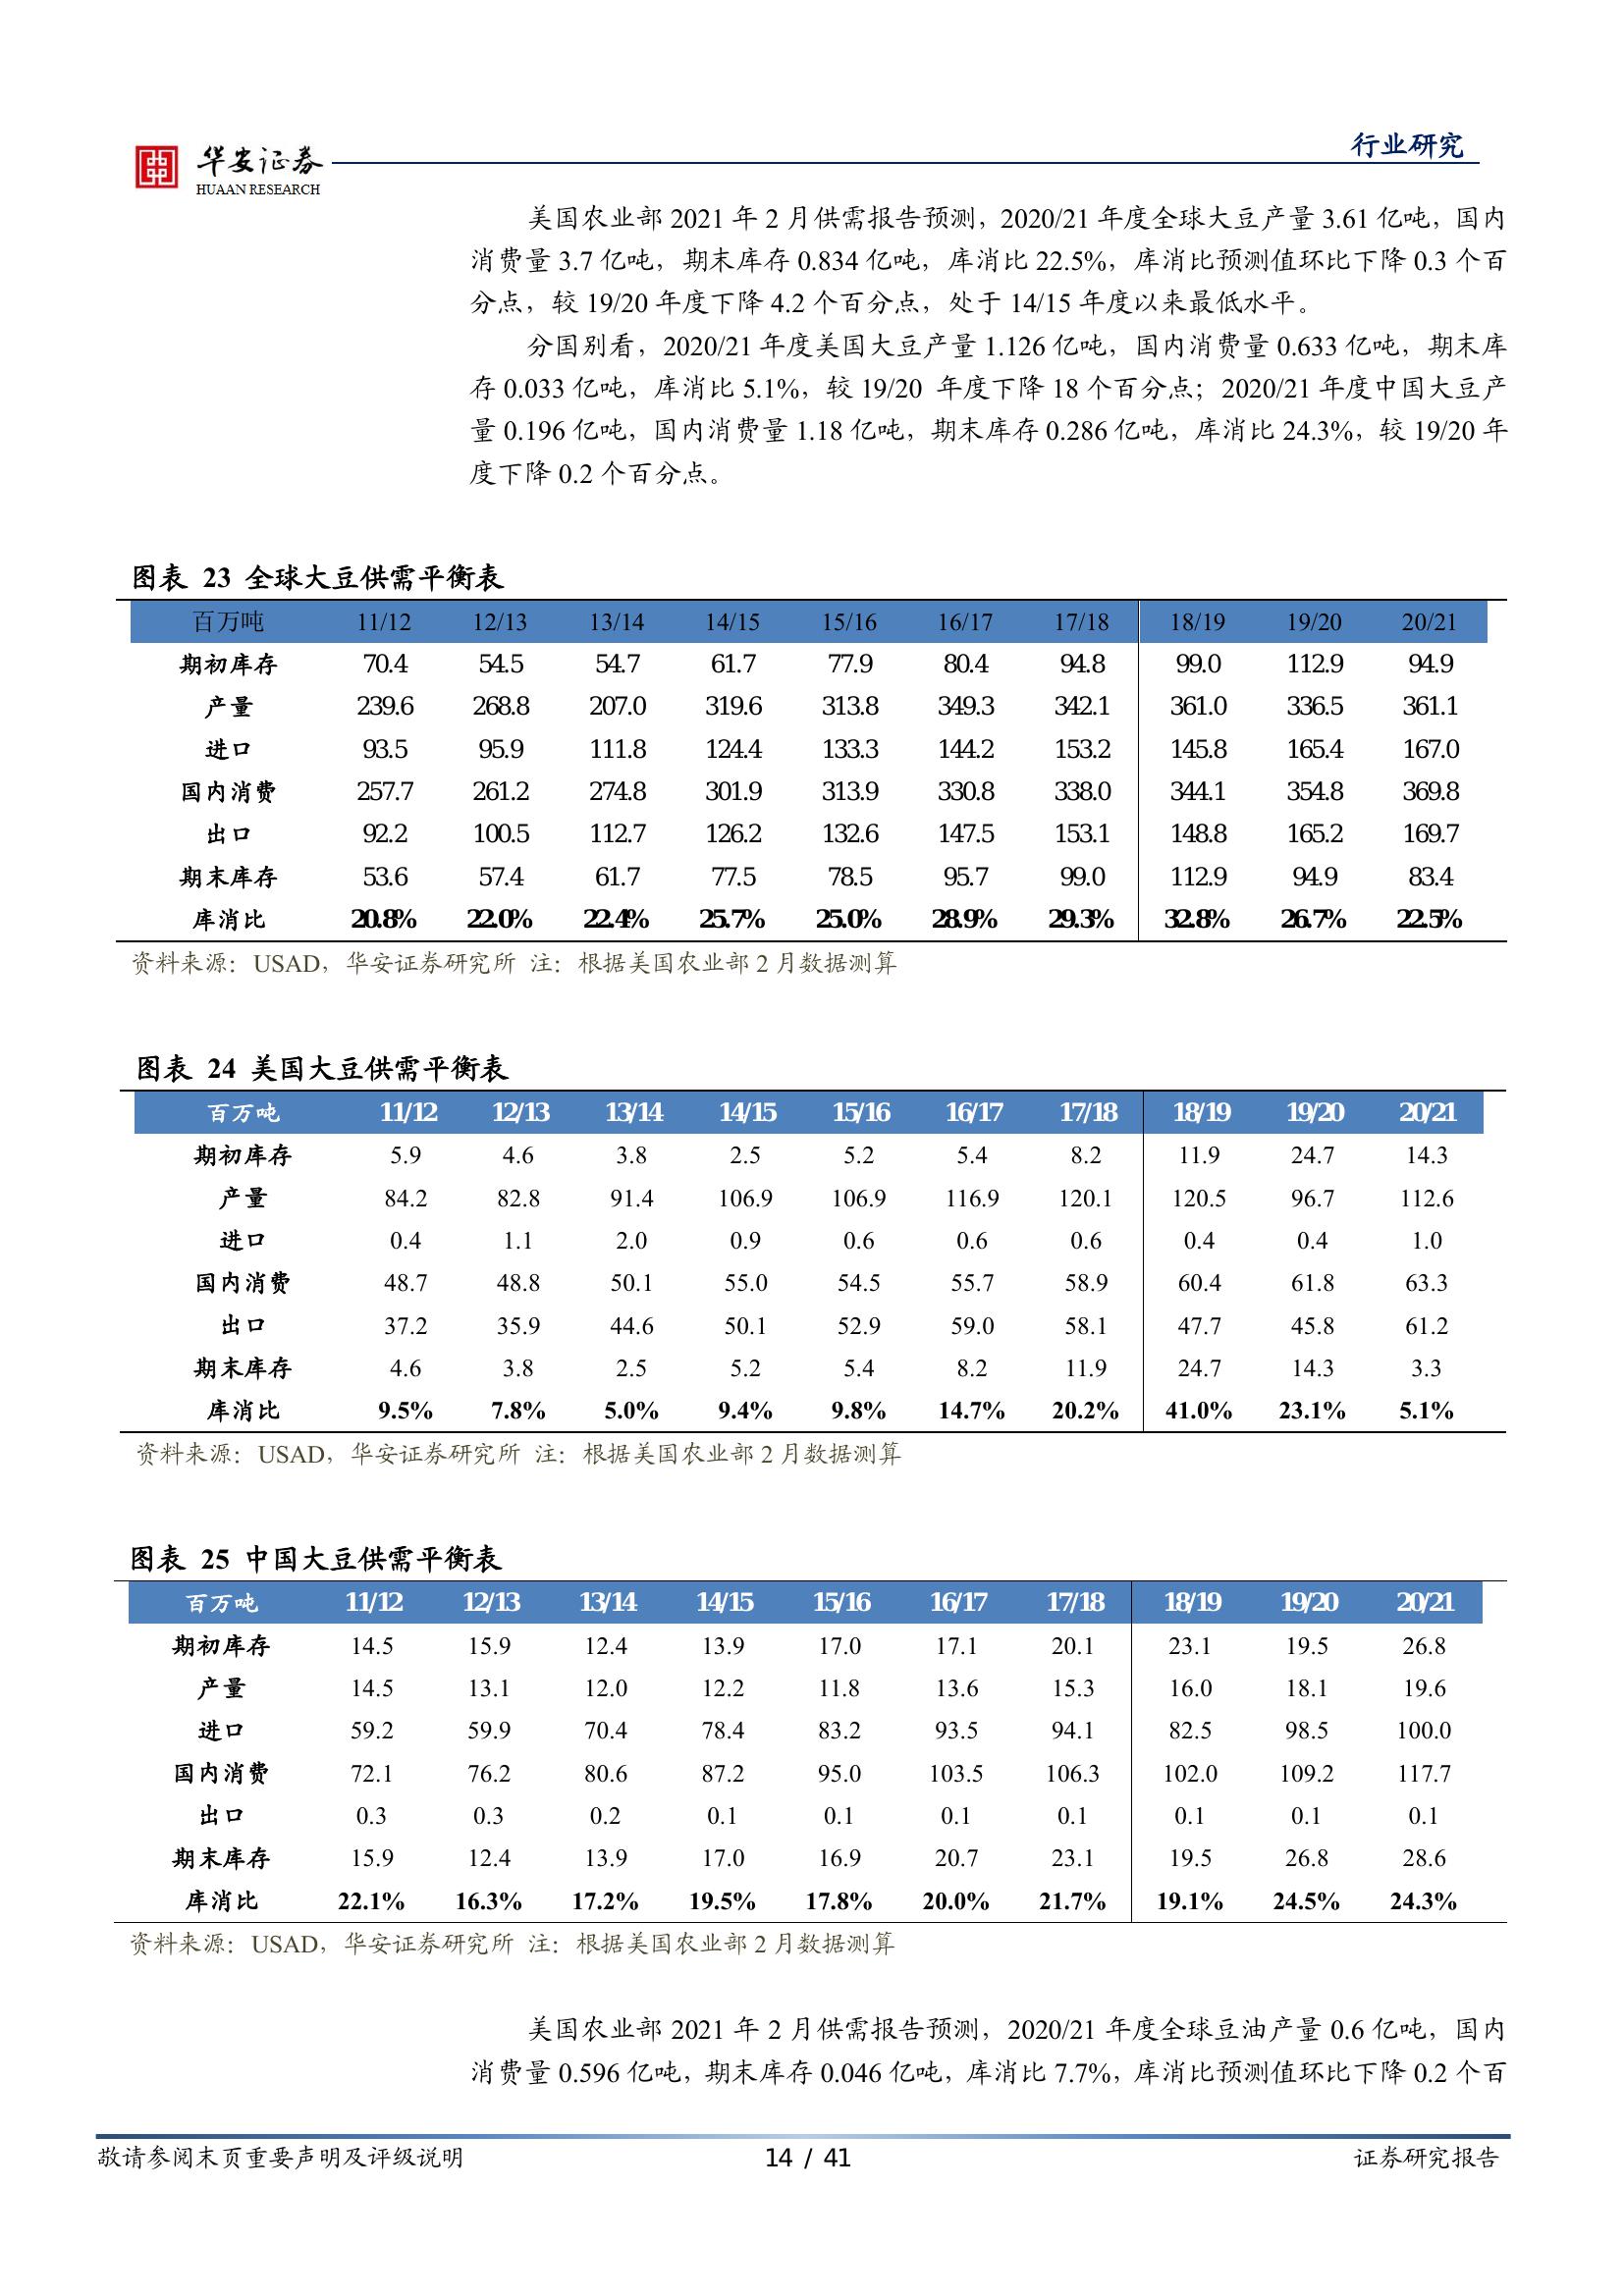 华安证券
HUAAN RESEARCH
行业研究
美国农业部 2021 年 2 月供需报告预测，2020/21 年度全球大豆产量 3.61 亿吨，国内
消费量 3.7 亿吨，期末库存 0.834 亿吨，库消比 22.5%，库消比预测值环比下降 0.3 个百
分点，较 19/20 年度下降 4.2 个百分点，处于 14/15 年度以来最低水平。
分国别看，2020/21 年度美国大豆产量 1.126 亿吨，国内消费量 0.633 亿吨，期末库
存 0.033 亿吨，库消比 5.1%，较 19/20 年度下降 18 个百分点；2020/21 年度中国大豆产
量 0.196 亿吨，国内消费量 1.18 亿吨，期末库存 0.286 亿吨，库消比 24.3%，较 19/20 年
度下降 0.2 个百分点。
图表 23 全球大豆供需平衡表
百万吨 11/12 12/13 13/14 14/15 15/16 16/17 17/18 18/19 19/20 20/21
期初库存 70.4 54.5 54.7 61.7 77.9 80.4 94.8 99.0 112.9 94.9
产量 239.6 268.8 207.0 319.6 313.8 349.3 342.1 361.0 336.5 361.1
进口 93.5 95.9 111.8 124.4 133.3 144.2 153.2 145.8 165.4 167.0
国内消费 257.7 261.2 274.8 301.9 313.9 330.8 338.0 344.1 354.8 369.8
出口 92.2 100.5 112.7 126.2 132.6 147.5 153.1 148.8 165.2 169.7
期末库存 53.6 57.4 61.7 77.5 78.5 95.7 99.0 112.9 94.9 83.4
库消比 20.8% 22.0% 22.4% 25.7% 25.0% 28.9% 29.3% 32.8% 26.7% 22.5%
资料来源：USAD，华安证券研究所 注：根据美国农业部 2 月数据测算
图表 24 美国大豆供需平衡表
百万吨 11/12 12/13 13/14 14/15 15/16 16/17 17/18 18/19 19/20 20/21
期初库存 5.9 4.6 3.8 2.5 5.2 5.4 8.2 11.9 24.7 14.3
产量 84.2 82.8 91.4 106.9 106.9 116.9 120.1 120.5 96.7 112.6
进口 0.4 1.1 2.0 0.9 0.6 0.6 0.6 0.4 0.4 1.0
国内消费 48.7 48.8 50.1 55.0 54.5 55.7 58.9 60.4 61.8 63.3
出口 37.2 35.9 44.6 50.1 52.9 59.0 58.1 47.7 45.8 61.2
期末库存 4.6 3.8 2.5 5.2 5.4 8.2 11.9 24.7 14.3 3.3
库消比 9.5% 7.8% 5.0% 9.4% 9.8% 14.7% 20.2% 41.0% 23.1% 5.1%
资料来源：USAD，华安证券研究所 注：根据美国农业部 2 月数据测算
图表 25 中国大豆供需平衡表
百万吨 11/12 12/13 13/14 14/15 15/16 16/17 17/18 18/19 19/20 20/21
期初库存 14.5 15.9 12.4 13.9 17.0 17.1 20.1 23.1 19.5 26.8
产量 14.5 13.1 12.0 12.2 11.8 13.6 15.3 16.0 18.1 19.6
进口 59.2 59.9 70.4 78.4 83.2 93.5 94.1 82.5 98.5 100.0
国内消费 72.1 76.2 80.6 87.2 95.0 103.5 106.3 102.0 109.2 117.7
出口 0.3 0.3 0.2 0.1 0.1 0.1 0.1 0.1 0.1 0.1
期末库存 15.9 12.4 13.9 17.0 16.9 20.7 23.1 19.5 26.8 28.6
库消比 22.1% 16.3% 17.2% 19.5% 17.8% 20.0% 21.7% 19.1% 24.5% 24.3%
资料来源：USAD，华安证券研究所 注：根据美国农业部 2 月数据测算
美国农业部 2021 年 2 月供需报告预测，2020/21 年度全球豆油产量 0.6 亿吨，国内
消费量 0.596 亿吨，期末库存 0.046 亿吨，库消比 7.7%，库消比预测值环比下降 0.2 个百
敬请参阅末页重要声明及评级说明 14 / 41 证券研究报告